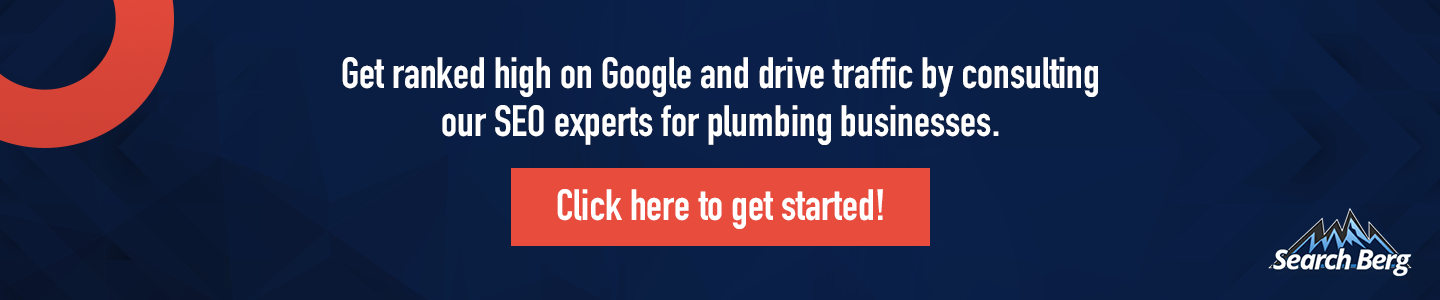 Get ranked high on Google and drive traffic by consulting
our SEO experts for plumbing businesses.
Click here to get started!
Search Berg